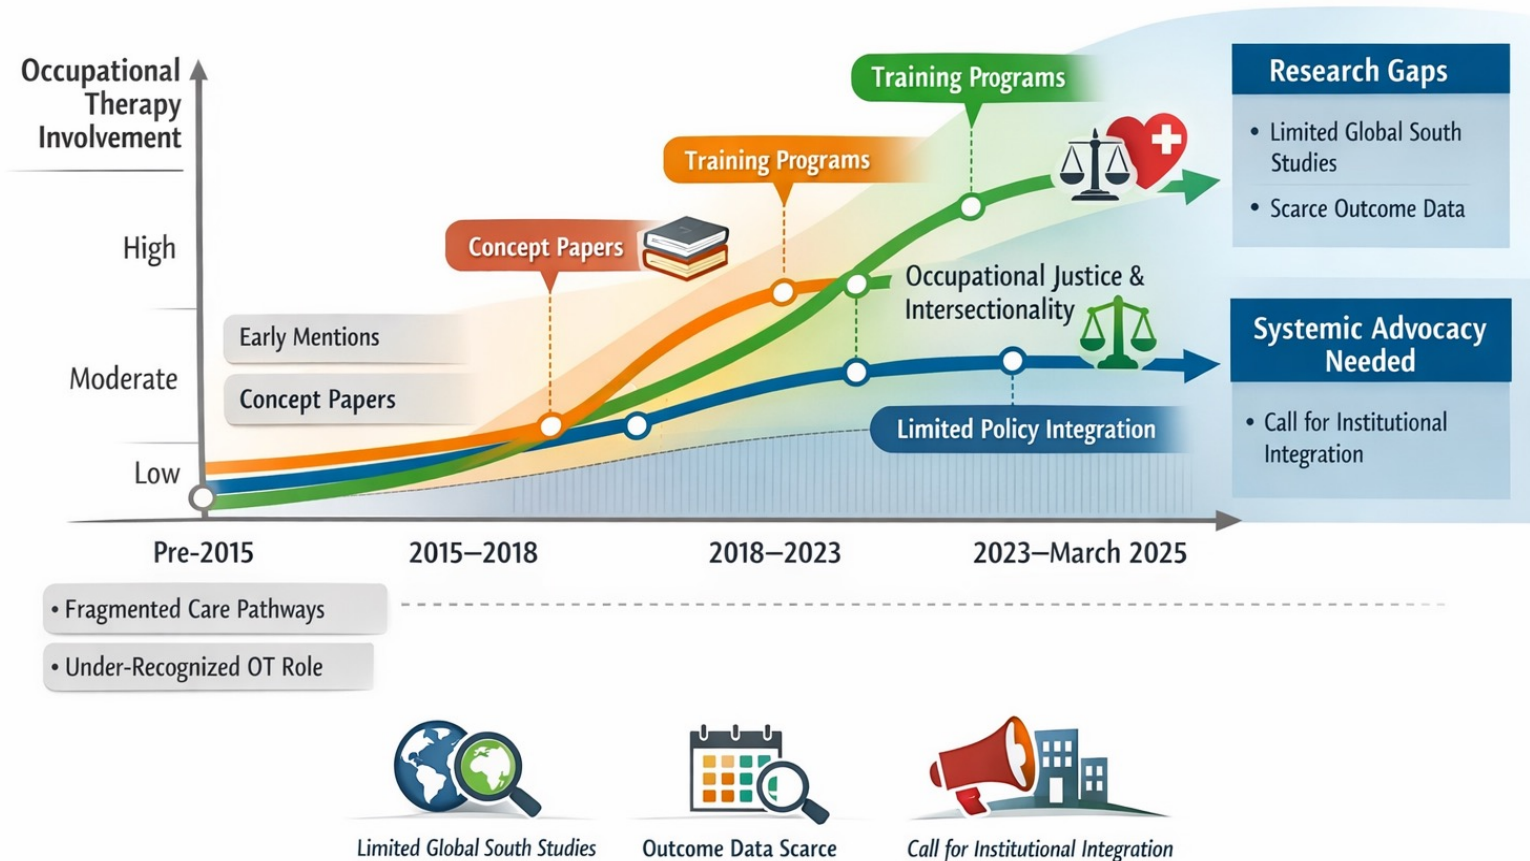 Occupational
Therapy
Involvement
High
Moderate
Low
Early Mentions
Concept Papers
Concept Papers
Training Programs
Training Programs
Occupational Justice &
Intersectionality
Limited Policy Integration
Research Gaps
• Limited Global South
Studies
• Scarce Outcome Data
Systemic Advocacy
Needed
• Call for Institutional
Integration
Pre-2015
2015–2018
2018–2023
2023–March 2025
• Fragmented Care Pathways
• Under-Recognized OT Role
Limited Global South Studies
Outcome Data Scarce
Call for Institutional Integration